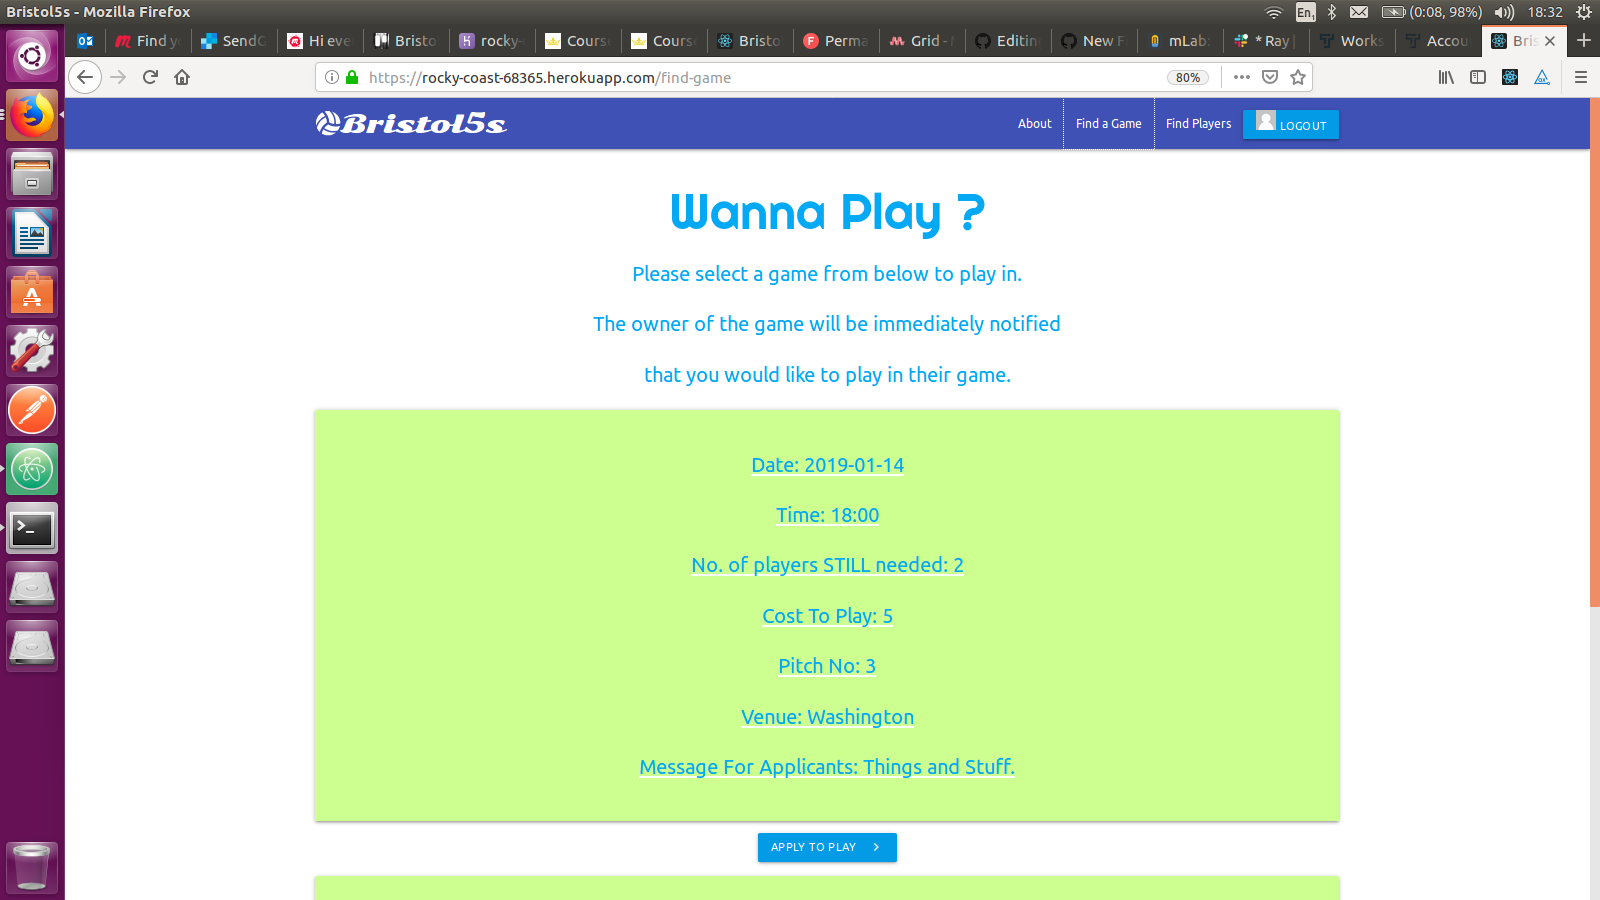 Bristol5s - Mozilla Firefox
En1
(0:08, 98%)
18:32
Find y
SendG
Hi eve
Bristo
rocky-
Cours
Cours
Bristo
Perma
Grid - M
Editin
New F
mLab:
* Ray |
Works
Accou
Bris
https://rocky-coast-68365.herokuapp.com/find-game
80%
Bristol5s
About
Find a Game
Find Players
LOGOUT
Wanna Play ?
Please select a game from below to play in.
The owner of the game will be immediately notified
that you would like to play in their game.
Date: 2019-01-14
Time: 18:00
No. of players STILL needed: 2
Cost To Play: 5
Pitch No: 3
Venue: Washington
Message For Applicants: Things and Stuff.
APPLY TO PLAY